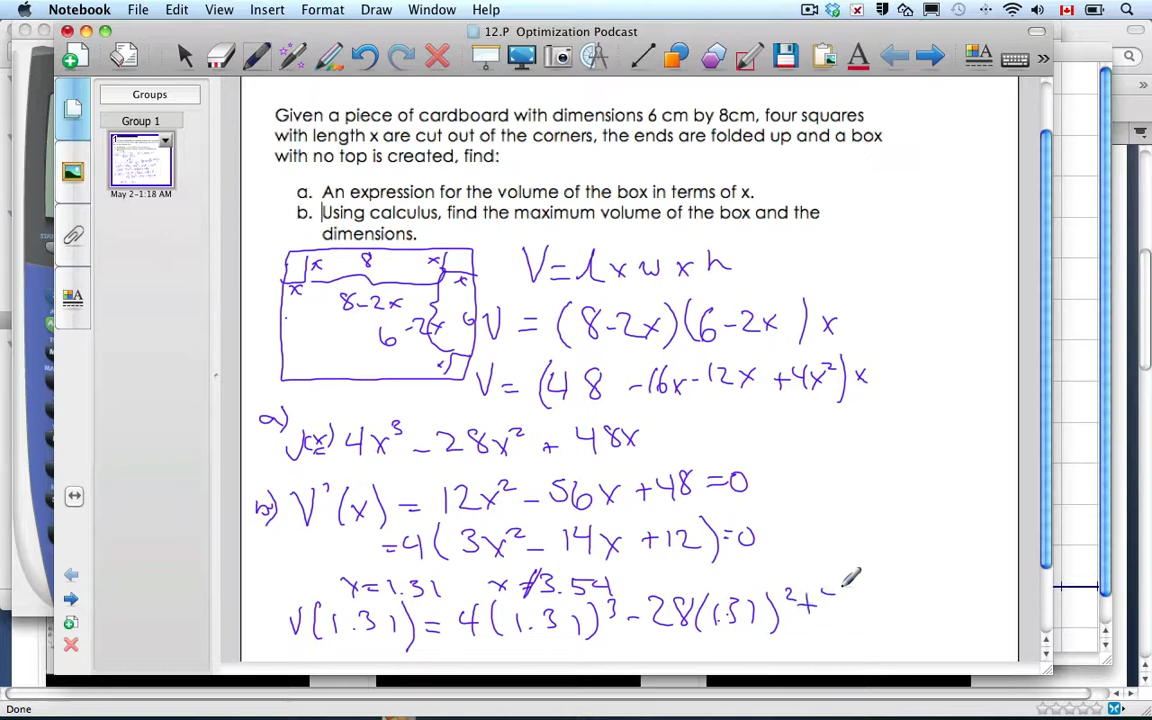 Notebook File Edit View Insert Format Draw Window Help
12.P Optimization Podcast
Groups
Group 1
1
May 2-1:18 AM
Given a piece of cardboard with dimensions 6 cm by 8cm, four squares
with length x are cut out of the corners, the ends are folded up and a box
with no top is created, find:
a. An expression for the volume of the box in terms of x.
b. Using calculus, find the maximum volume of the box and the
dimensions.
x 8 x
x x
8-2x
6-2x 6
x
V = l x w x h
V = (8-2x)(6-2x) x
V = (48 -16x-12x +4x²) x
a)
V(x)= 4x³ - 28x² + 48x
b) V'(x) = 12x² - 56x + 48 = 0
= 4(3x² - 14x + 12) = 0
x = 1.31 x ≠ 3.54
V(1.31) = 4(1.31)³ - 28(1.31)² +
Done